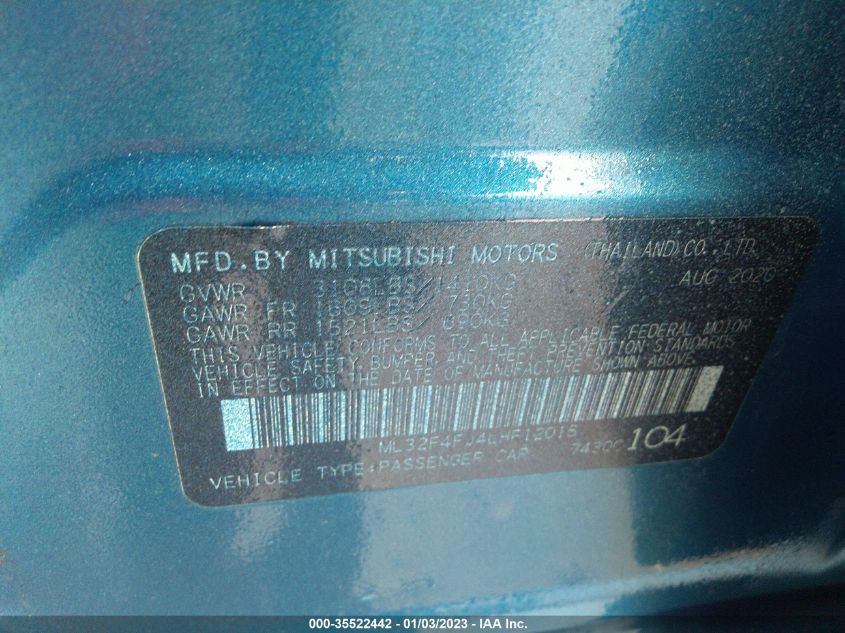 MFD.BY MITSUBISHI MOTORS (THAILAND)CO.,LTD.
AUG 2020
GVWR 3108LBS/1410KG
GAWR FR 1609LBS/ 730KG
GAWR RR 1521LBS/ 690KG
THIS VEHICLE CONFORMS TO ALL APPLICABLE FEDERAL MOTOR
VEHICLE SAFETY,BUMPER AND THEFT PREVENTION STANDARDS
IN EFFECT ON THE DATE OF MANUFACTURE SHOWN ABOVE.
VEHICLE TYPE:PASSENGER CAR 104
000-35522442 - 01/03/2023 - IAA Inc.